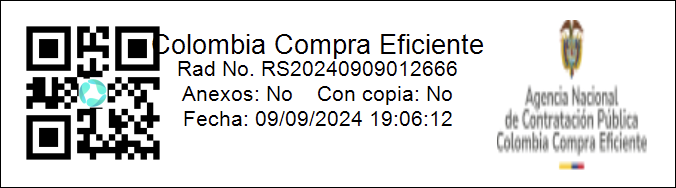 Colombia Compra Eficiente
Rad No. RS20240909012666
Anexos: No    Con copia: No
Fecha: 09/09/2024 19:06:12
Agencia Nacional
de Contratación Pública
Colombia Compra Eficiente